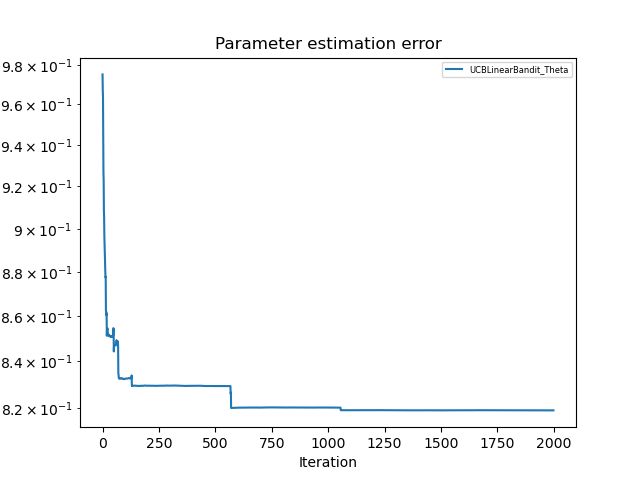 Parameter estimation error
UCBLinearBandit_Theta
9.8 × 10⁻¹
9.6 × 10⁻¹
9.4 × 10⁻¹
9.2 × 10⁻¹
9 × 10⁻¹
8.8 × 10⁻¹
8.6 × 10⁻¹
8.4 × 10⁻¹
8.2 × 10⁻¹
0 250 500 750 1000 1250 1500 1750 2000
Iteration